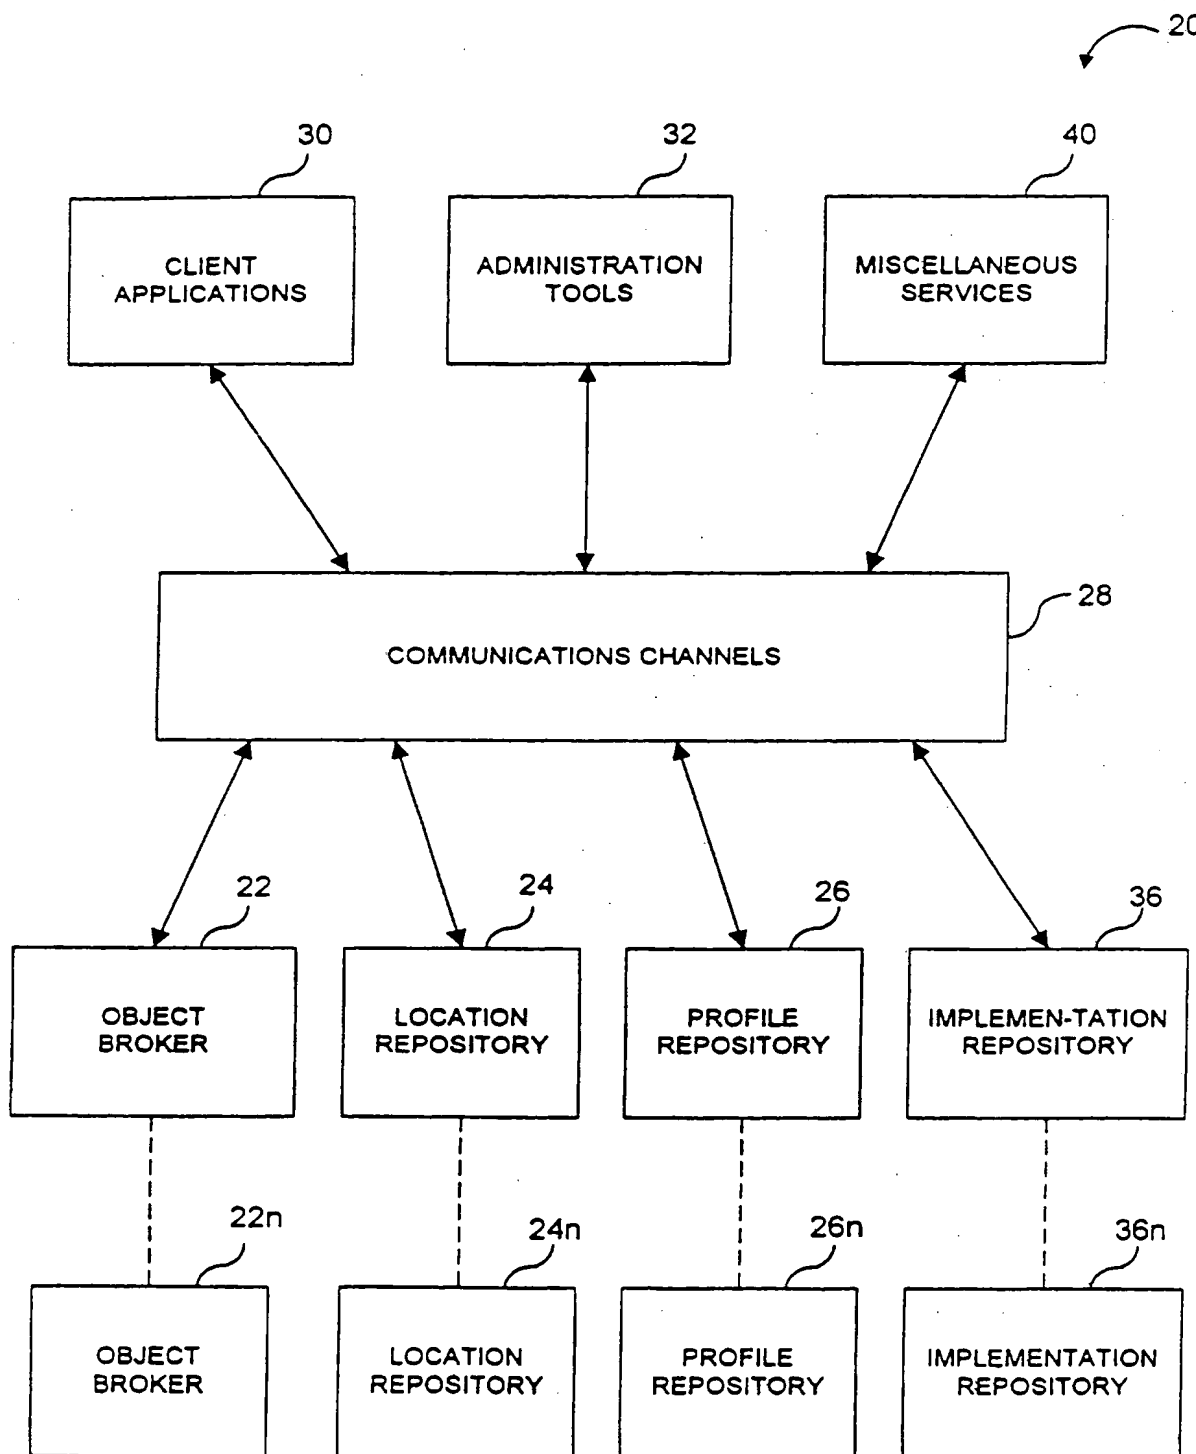 20
30
32
40
CLIENT
APPLICATIONS
ADMINISTRATION
TOOLS
MISCELLANEOUS
SERVICES
28
COMMUNICATIONS CHANNELS
22
24
26
36
OBJECT
BROKER
LOCATION
REPOSITORY
PROFILE
REPOSITORY
IMPLEMEN-TATION
REPOSITORY
22n
24n
26n
36n
OBJECT
BROKER
LOCATION
REPOSITORY
PROFILE
REPOSITORY
IMPLEMENTATION
REPOSITORY